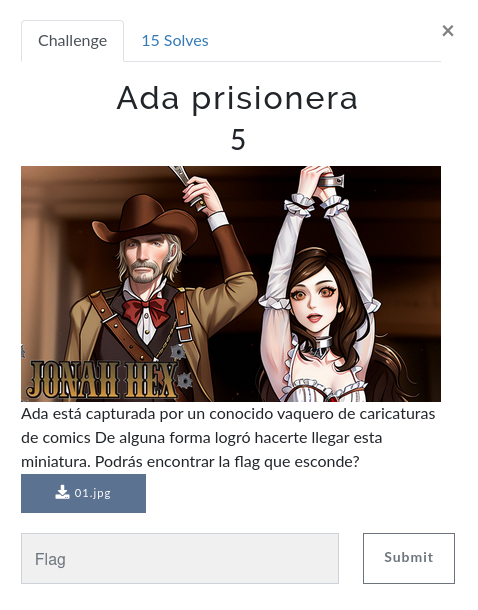 Challenge
15 Solves
×
Ada prisionera
5
JONAH HEX
Ada está capturada por un conocido vaquero de caricaturas
de comics De alguna forma logró hacerte llegar esta
miniatura. Podrás encontrar la flag que esconde?
01.jpg
Flag
Submit